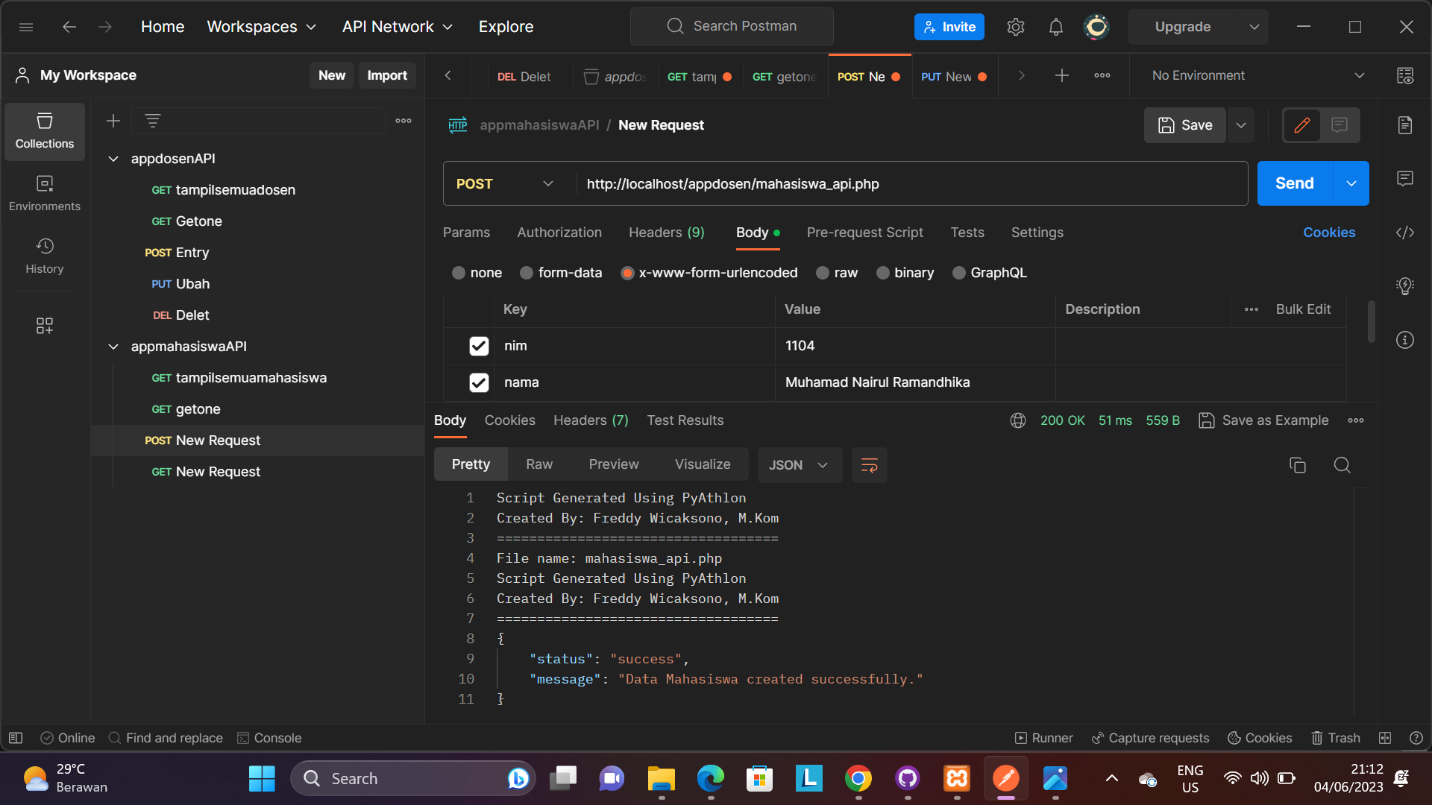 Home Workspaces API Network Explore Search Postman Invite Upgrade
My Workspace New Import DEL Delet GET POST Ne PUT New No Environment
Collections
Environments
History
appdosenAPI
GET tampilsemuadosen
GET Getone
POST Entry
PUT Ubah
DEL Delet
appmahasiswaAPI
GET tampilsemuamahasiswa
GET getone
POST New Request
GET New Request
HTTP appmahasiswaAPI / New Request Save
POST http://localhost/appdosen/mahasiswa_api.php Send
Params Authorization Headers (9) Body Pre-request Script Tests Settings Cookies
none form-data x-www-form-urlencoded raw binary GraphQL
Key Value Description Bulk Edit
nim 1104
nama Muhamad Nairul Ramandhika
Body Cookies Headers (7) Test Results 200 OK 51 ms 559 B Save as Example
Pretty Raw Preview Visualize JSON
1 Script Generated Using PyAthlon
2 Created By: Freddy Wicaksono, M.Kom
3 ===================================
4 File name: mahasiswa_api.php
5 Script Generated Using PyAthlon
6 Created By: Freddy Wicaksono, M.Kom
7 ===================================
8 {
9 "status": "success",
10 "message": "Data Mahasiswa created successfully."
11 }
Online Find and replace Console Runner Capture requests Cookies Trash
29°C
Berawan
Search
ENG
US
21:12
04/06/2023